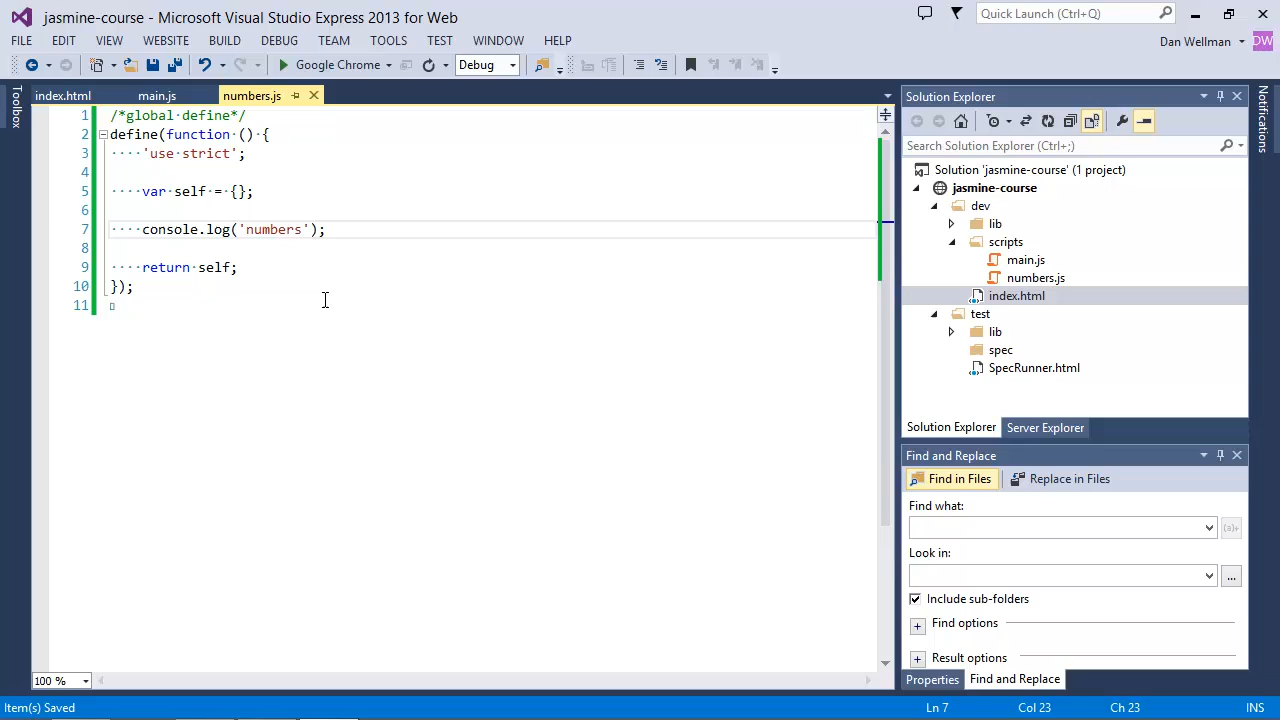 jasmine-course - Microsoft Visual Studio Express 2013 for Web
Quick Launch (Ctrl+Q)
FILE EDIT VIEW WEBSITE BUILD DEBUG TEAM TOOLS TEST WINDOW HELP
Dan Wellman
DW
Google Chrome
Debug
Toolbox
index.html main.js numbers.js
1 /*global·define*/
2 define(function·()·{
3 ····'use·strict';
4
5 ····var·self·=·{};
6
7 ····console.log('numbers');
8
9 ····return·self;
10 });
11
100 %
Solution Explorer
Search Solution Explorer (Ctrl+;)
Solution 'jasmine-course' (1 project)
jasmine-course
dev
lib
scripts
main.js
numbers.js
index.html
test
lib
spec
SpecRunner.html
Solution Explorer Server Explorer
Find and Replace
Find in Files Replace in Files
Find what:
(a)+
Look in:
...
Include sub-folders
Find options
Result options
Properties Find and Replace
Notifications
Item(s) Saved Ln 7 Col 23 Ch 23 INS